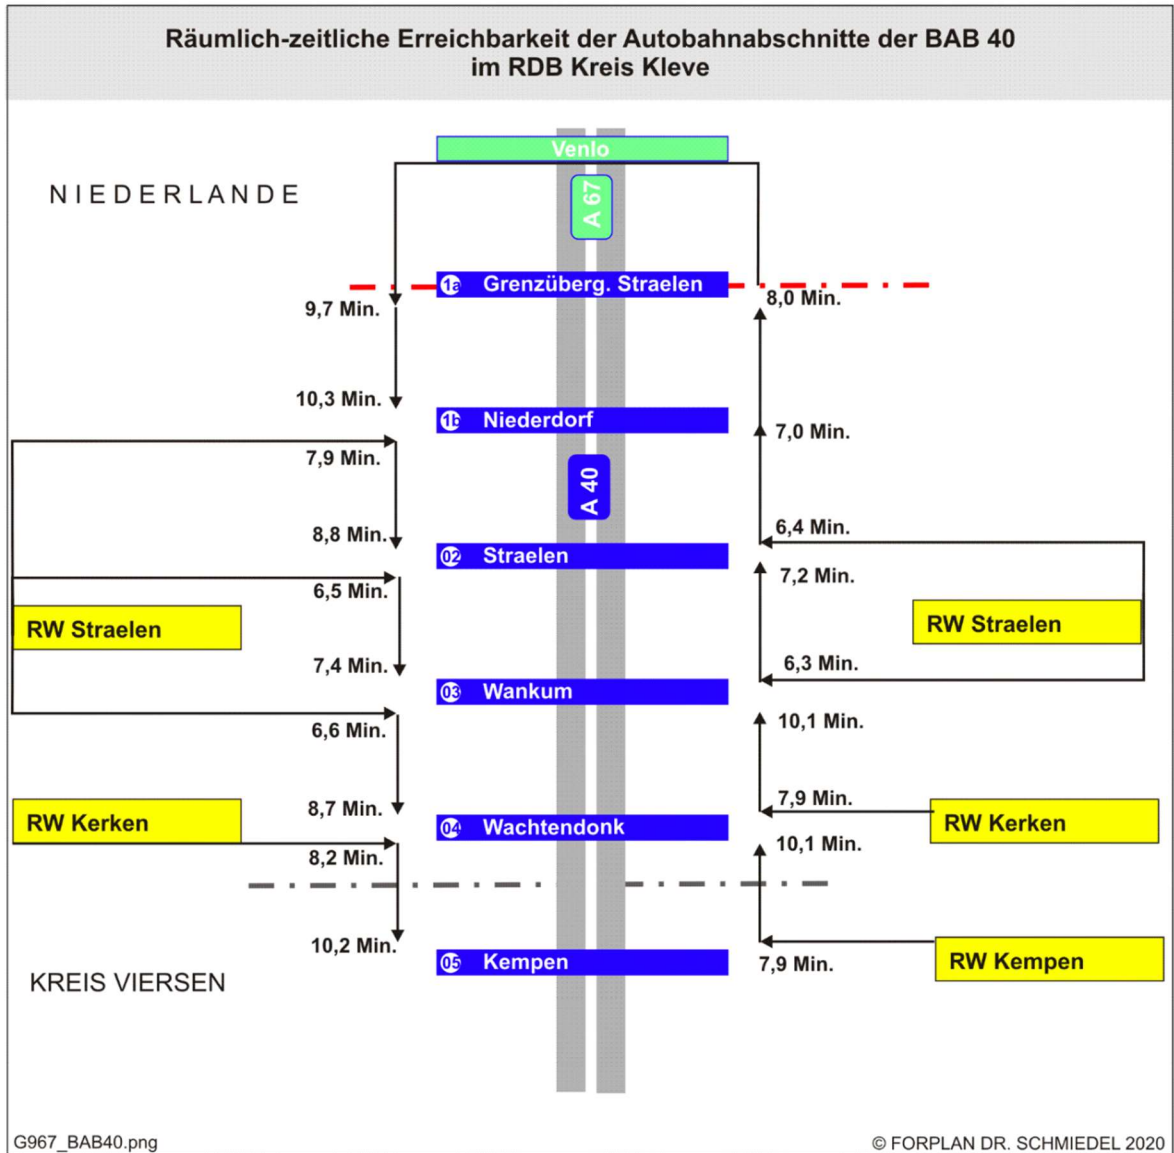 Räumlich-zeitliche Erreichbarkeit der Autobahnabschnitte der BAB 40
im RDB Kreis Kleve
Venlo
NIEDERLANDE
A 67
1a Grenzüberg. Straelen
9,7 Min.
8,0 Min.
10,3 Min.
1b Niederdorf
7,0 Min.
7,9 Min.
A 40
8,8 Min.
6,4 Min.
02 Straelen
7,2 Min.
6,5 Min.
RW Straelen
RW Straelen
7,4 Min.
6,3 Min.
03 Wankum
10,1 Min.
6,6 Min.
8,7 Min.
7,9 Min.
RW Kerken
RW Kerken
04 Wachtendonk
10,1 Min.
8,2 Min.
10,2 Min.
05 Kempen
7,9 Min.
RW Kempen
KREIS VIERSEN
G967_BAB40.png
© FORPLAN DR. SCHMIEDEL 2020